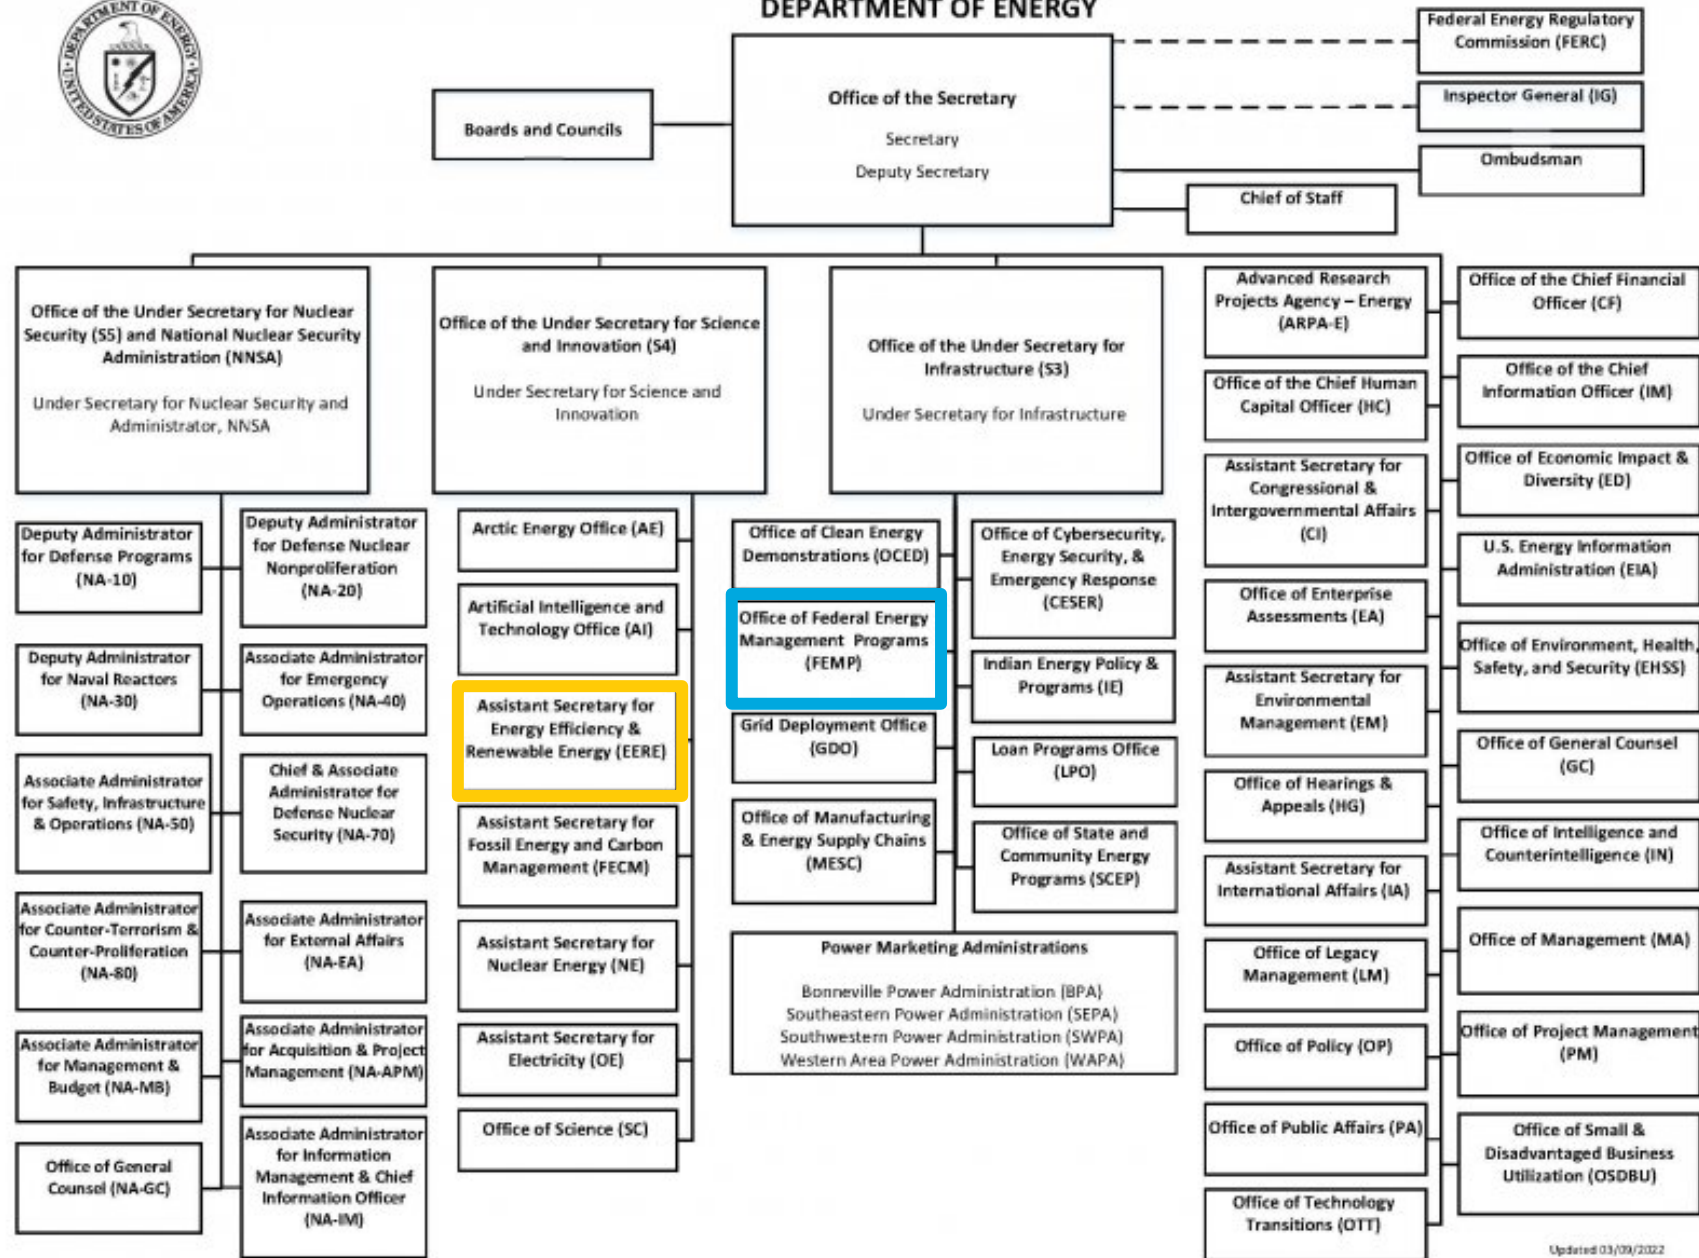 DEPARTMENT OF ENERGY
DEPARTMENT OF ENERGY
UNITED STATES OF AMERICA
Federal Energy Regulatory
Commission (FERC)
Inspector General (IG)
Ombudsman
Chief of Staff
Boards and Councils
Office of the Secretary
Secretary
Deputy Secretary
Office of the Under Secretary for Nuclear
Security (S5) and National Nuclear Security
Administration (NNSA)
Under Secretary for Nuclear Security and
Administrator, NNSA
Deputy Administrator
for Defense Programs
(NA-10)
Deputy Administrator
for Defense Nuclear
Nonproliferation
(NA-20)
Deputy Administrator
for Naval Reactors
(NA-30)
Associate Administrator
for Emergency
Operations (NA-40)
Associate Administrator
for Safety, Infrastructure
& Operations (NA-50)
Chief & Associate
Administrator for
Defense Nuclear
Security (NA-70)
Associate Administrator
for Counter-Terrorism &
Counter-Proliferation
(NA-80)
Associate Administrator
for External Affairs
(NA-EA)
Associate Administrator
for Management &
Budget (NA-MB)
Associate Administrator
for Acquisition & Project
Management (NA-APM)
Office of General
Counsel (NA-GC)
Associate Administrator
for Information
Management & Chief
Information Officer
(NA-IM)
Office of the Under Secretary for Science
and Innovation (S4)
Under Secretary for Science and
Innovation
Arctic Energy Office (AE)
Artificial Intelligence and
Technology Office (AI)
Assistant Secretary for
Energy Efficiency &
Renewable Energy (EERE)
Assistant Secretary for
Fossil Energy and Carbon
Management (FECM)
Assistant Secretary for
Nuclear Energy (NE)
Assistant Secretary for
Electricity (OE)
Office of Science (SC)
Office of the Under Secretary for
Infrastructure (S3)
Under Secretary for Infrastructure
Office of Clean Energy
Demonstrations (OCED)
Office of Cybersecurity,
Energy Security, &
Emergency Response
(CESER)
Office of Federal Energy
Management Programs
(FEMP)
Indian Energy Policy &
Programs (IE)
Grid Deployment Office
(GDO)
Loan Programs Office
(LPO)
Office of Manufacturing
& Energy Supply Chains
(MESC)
Office of State and
Community Energy
Programs (SCEP)
Power Marketing Administrations
Bonneville Power Administration (BPA)
Southeastern Power Administration (SEPA)
Southwestern Power Administration (SWPA)
Western Area Power Administration (WAPA)
Advanced Research
Projects Agency – Energy
(ARPA-E)
Office of the Chief Financial
Officer (CF)
Office of the Chief Human
Capital Officer (HC)
Office of the Chief
Information Officer (IM)
Assistant Secretary for
Congressional &
Intergovernmental Affairs
(CI)
Office of Economic Impact &
Diversity (ED)
U.S. Energy Information
Administration (EIA)
Office of Enterprise
Assessments (EA)
Office of Environment, Health,
Safety, and Security (EHSS)
Assistant Secretary for
Environmental
Management (EM)
Office of General Counsel
(GC)
Office of Hearings &
Appeals (HG)
Office of Intelligence and
Counterintelligence (IN)
Assistant Secretary for
International Affairs (IA)
Office of Management (MA)
Office of Legacy
Management (LM)
Office of Project Management
(PM)
Office of Policy (OP)
Office of Public Affairs (PA)
Office of Small &
Disadvantaged Business
Utilization (OSDBU)
Office of Technology
Transitions (OTT)
Updated 03/09/2022